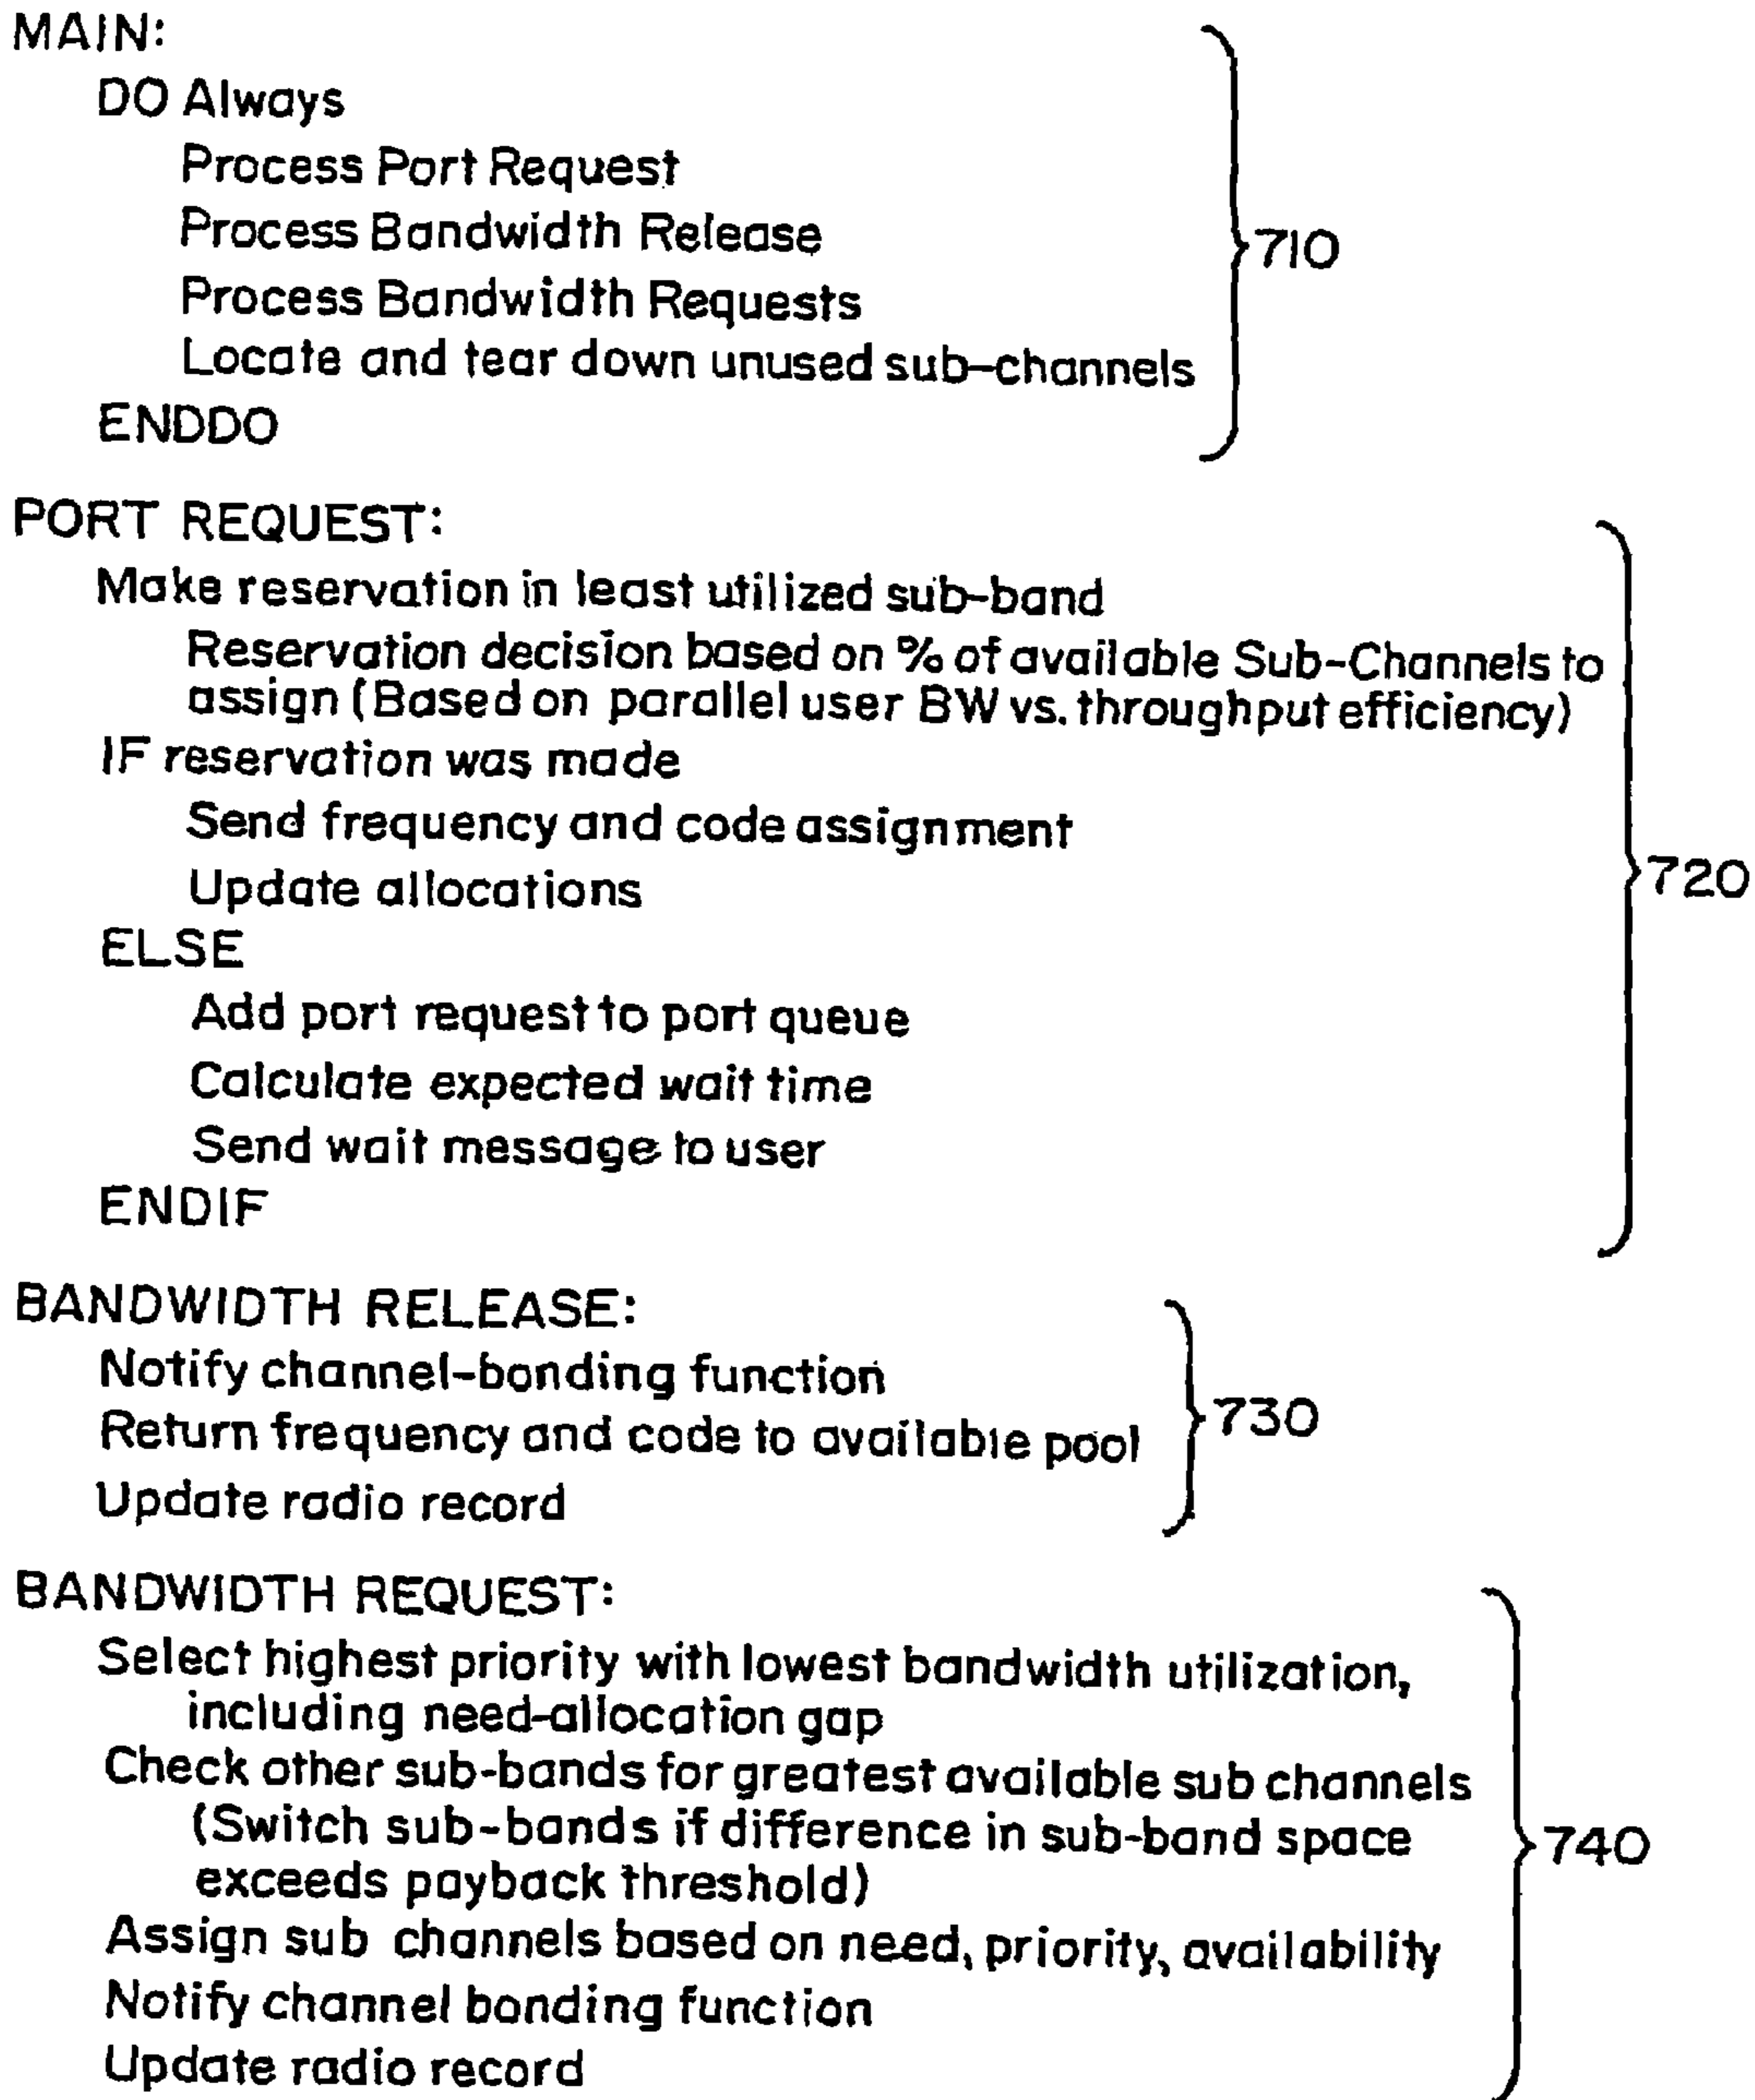 MAIN:
DO Always
Process Port Request
Process Bandwidth Release
Process Bandwidth Requests
Locate and tear down unused sub-channels
ENDDO
710
PORT REQUEST:
Make reservation in least utilized sub-band
Reservation decision based on % of available Sub-Channels to
assign (Based on parallel user BW vs. throughput efficiency)
IF reservation was made
Send frequency and code assignment
Update allocations
ELSE
Add port request to port queue
Calculate expected wait time
Send wait message to user
ENDIF
720
BANDWIDTH RELEASE:
Notify channel-bonding function
Return frequency and code to available pool
Update radio record
730
BANDWIDTH REQUEST:
Select highest priority with lowest bandwidth utilization,
including need-allocation gap
Check other sub-bands for greatest available sub channels
(Switch sub-bands if difference in sub-band space
exceeds payback threshold)
Assign sub channels based on need, priority, availability
Notify channel bonding function
Update radio record
740